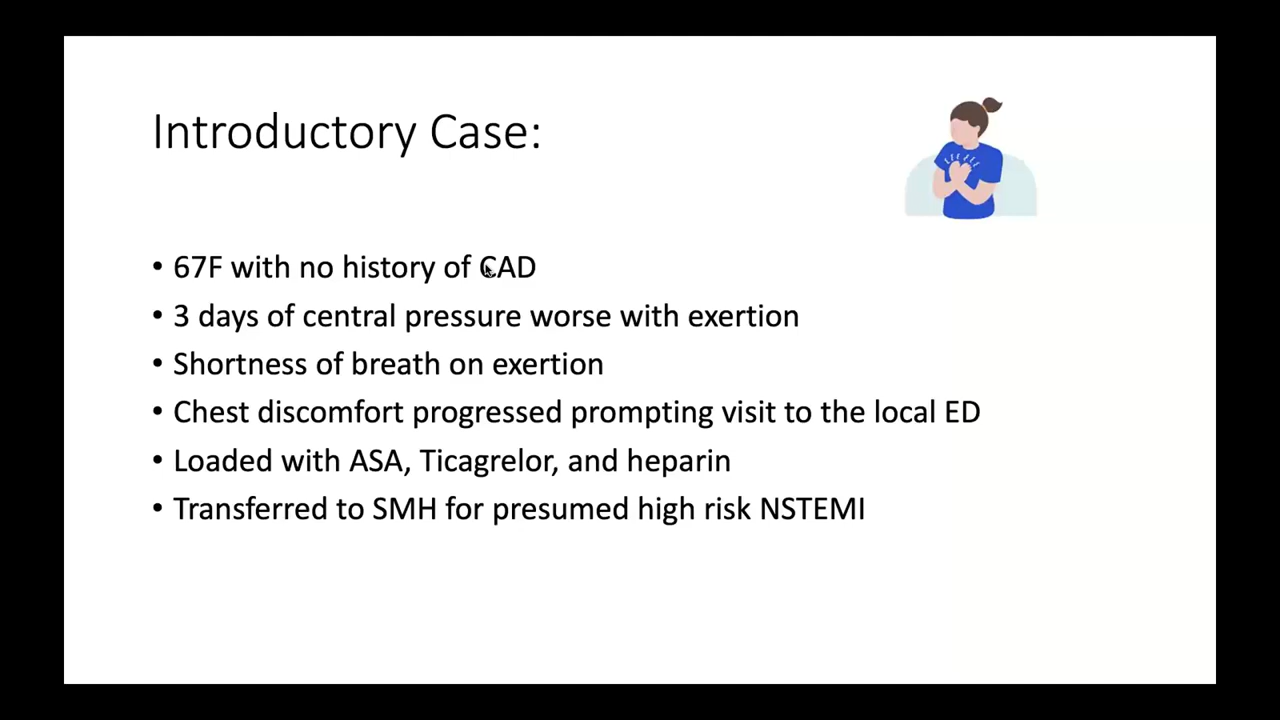 Introductory Case:
• 67F with no history of CAD
• 3 days of central pressure worse with exertion
• Shortness of breath on exertion
• Chest discomfort progressed prompting visit to the local ED
• Loaded with ASA, Ticagrelor, and heparin
• Transferred to SMH for presumed high risk NSTEMI